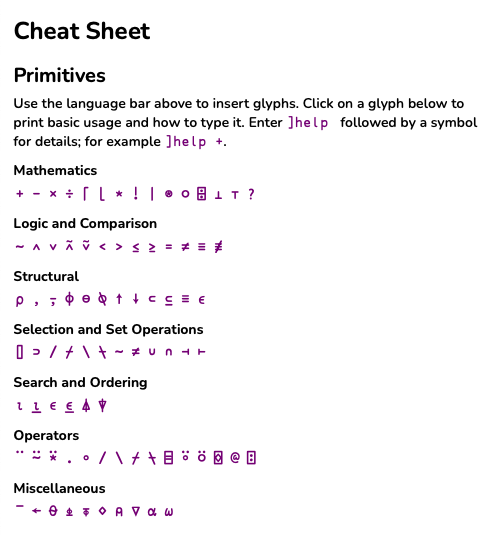 Cheat Sheet
Primitives
Use the language bar above to insert glyphs. Click on a glyph below to
print basic usage and how to type it. Enter ]help followed by a symbol
for details; for example ]help +.
Mathematics
+ − × ÷ ⌈ ⌊ * ! | ⍟ ○ ⌹ ⊥ ⊤ ?
Logic and Comparison
~ ∧ ∨ ⍲ ⍱ < > ≤ ≥ = ≠ ≡ ≢
Structural
⍴ , ⍪ ⌽ ⊖ ⍉ ↑ ↓ ⊂ ⊆ ≡ ∊
Selection and Set Operations
⌷ ⊃ / ⌿ \ ⍀ ~ ≠ ∪ ∩ ⊣ ⊢
Search and Ordering
⍳ ⍸ ∊ ⍷ ⍋ ⍒
Operators
¨ ⍨ ⍣ . ∘ / \ ⌿ ⍀ ⌸ ⍤ ⍥ ⌺ @ ⍠
Miscellaneous
¯ ← ⍬ ⍎ ⍕ ⋄ ⍝ ∇ ⍺ ⍵